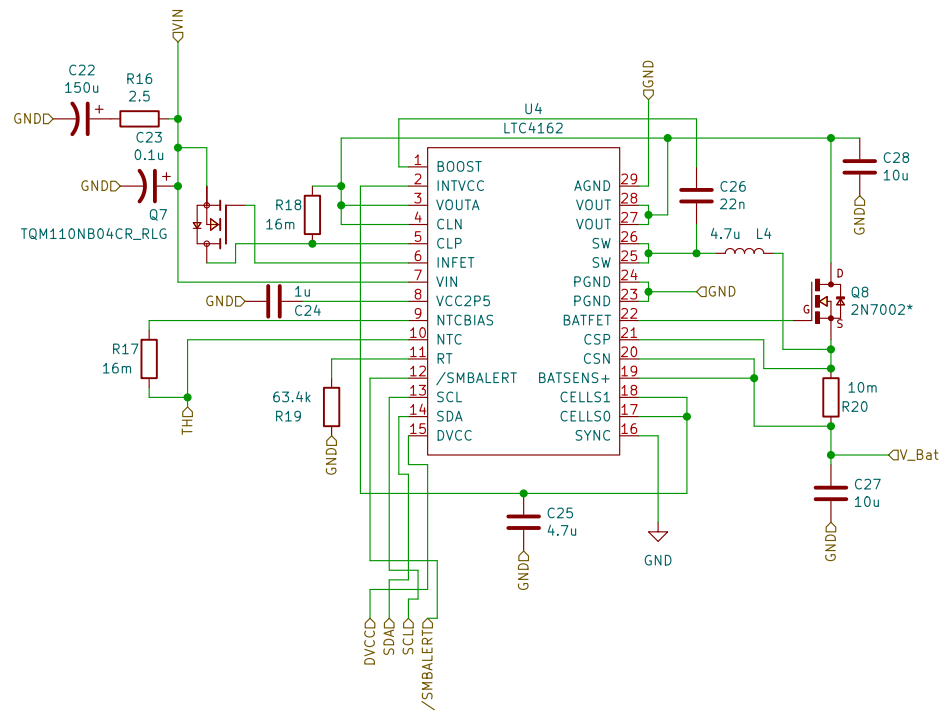 VIN
C22
150u
R16
2.5
GND
C23
0.1u
GND
Q7
TQM110NB04CR_RLG
R18
16m
GND
1u
C24
R17
16m
TH
63.4k
R19
GND
U4
LTC4162
1 BOOST
2 INTVCC
3 VOUTA
4 CLN
5 CLP
6 INFET
7 VIN
8 VCC2P5
9 NTCBIAS
10 NTC
11 RT
12 /SMBALERT
13 SCL
14 SDA
15 DVCC
AGND 29
VOUT 28
VOUT 27
SW 26
SW 25
PGND 24
PGND 23
BATFET 22
CSP 21
CSN 20
BATSENS+ 19
CELLS1 18
CELLS0 17
SYNC 16
GND
C26
22n
4.7u L4
GND
C28
10u
GND
D
G
S
Q8
2N7002*
10m
R20
V_Bat
C27
10u
GND
C25
4.7u
GND
GND
DVCC
SDA
SCL
/SMBALERT